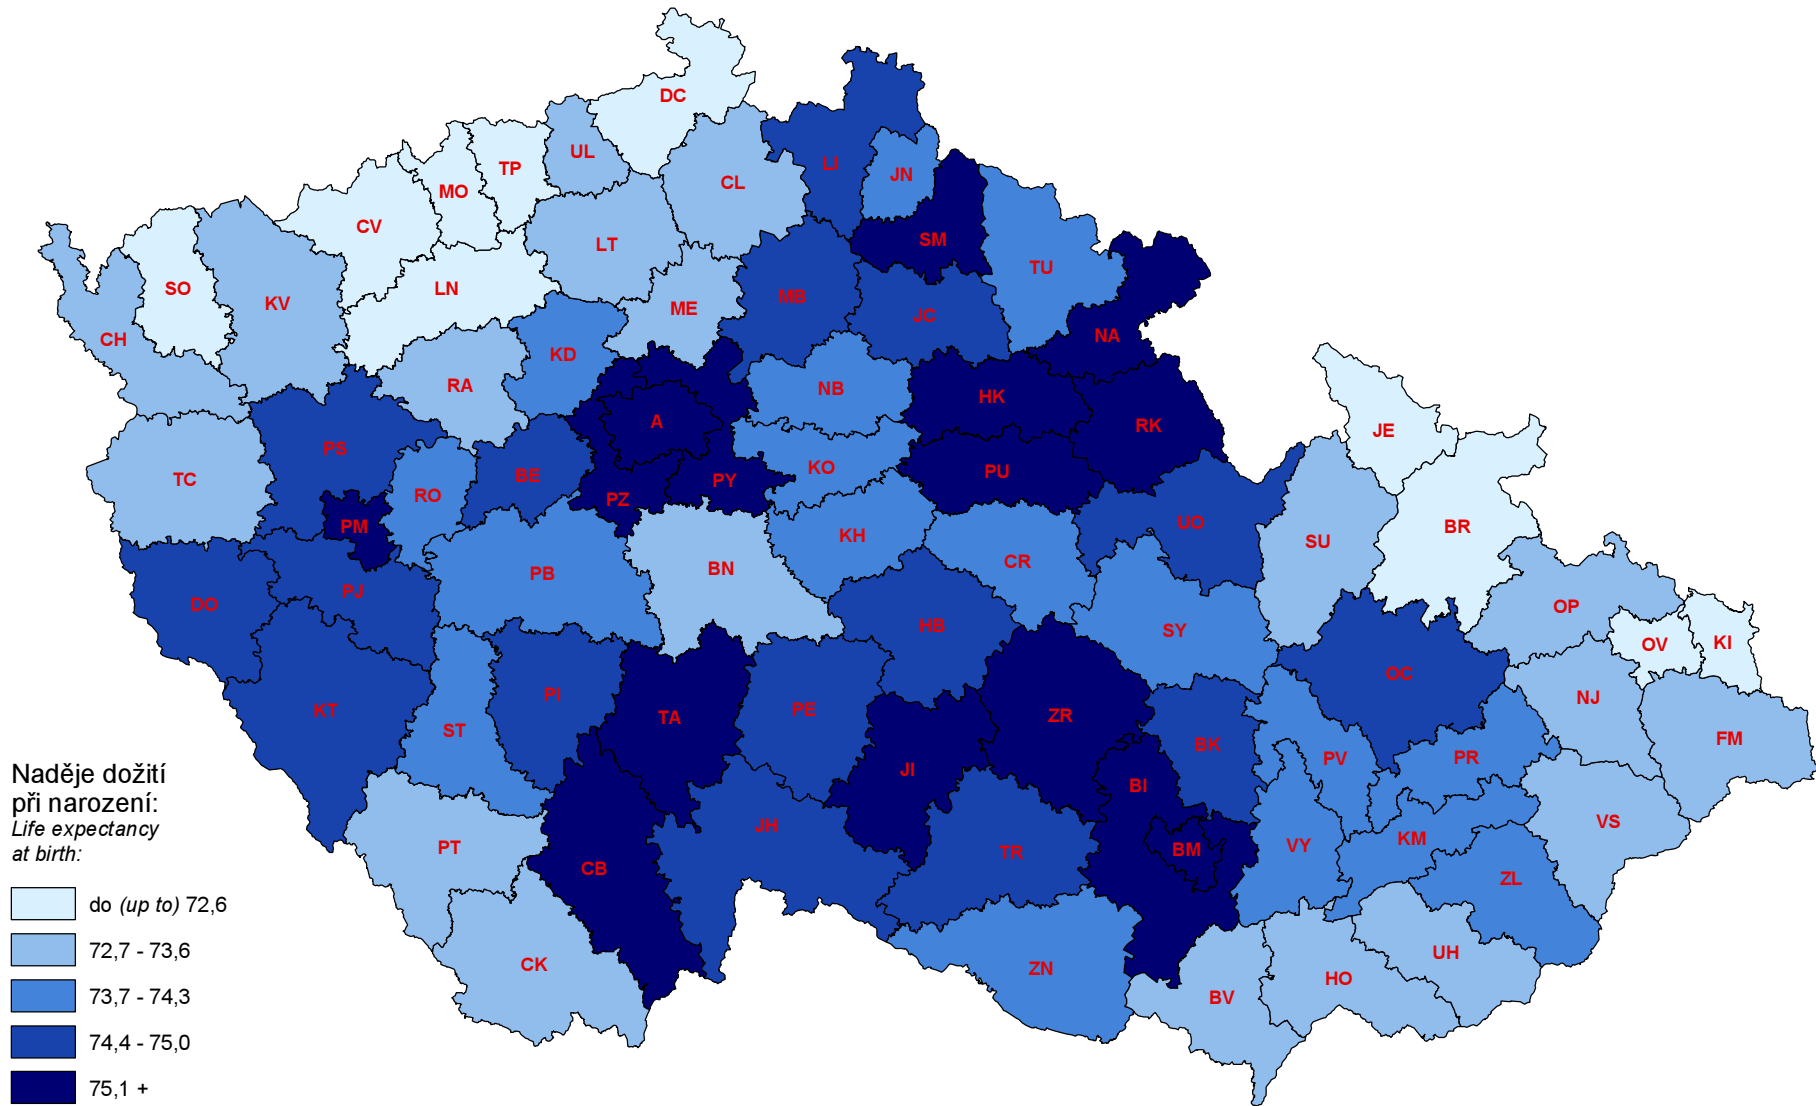 DC
UL
TP
MO
CL
LI
JN
CV
LT
SM
TU
SO
KV
LN
ME
MB
JC
NA
CH
KD
RA
NB
HK
RK
A
JE
PS
TC
RO
BE
PZ
PY
KO
PU
PM
KH
UO
BR
SU
CR
PB
BN
DO
PJ
HB
SY
OP
OV
KI
OC
KT
ST
PI
TA
PE
ZR
BK
NJ
FM
JI
BI
PV
PR
Naděje dožití
při narození:
Life expectancy
at birth:
PT
CB
JH
TR
BM
VY
KM
VS
ZL
CK
ZN
BV
HO
UH
do (up to) 72,6
72,7 - 73,6
73,7 - 74,3
74,4 - 75,0
75,1 +